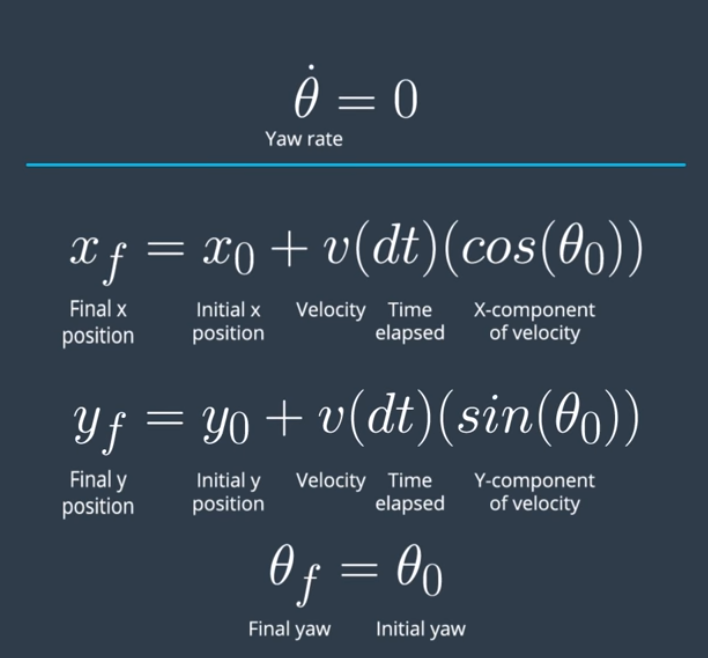 θ̇ = 0
Yaw rate
x_f = x_0 + v(dt)(cos(θ_0))
Final x position Initial x position Velocity Time elapsed X-component of velocity
y_f = y_0 + v(dt)(sin(θ_0))
Final y position Initial y position Velocity Time elapsed Y-component of velocity
θ_f = θ_0
Final yaw Initial yaw